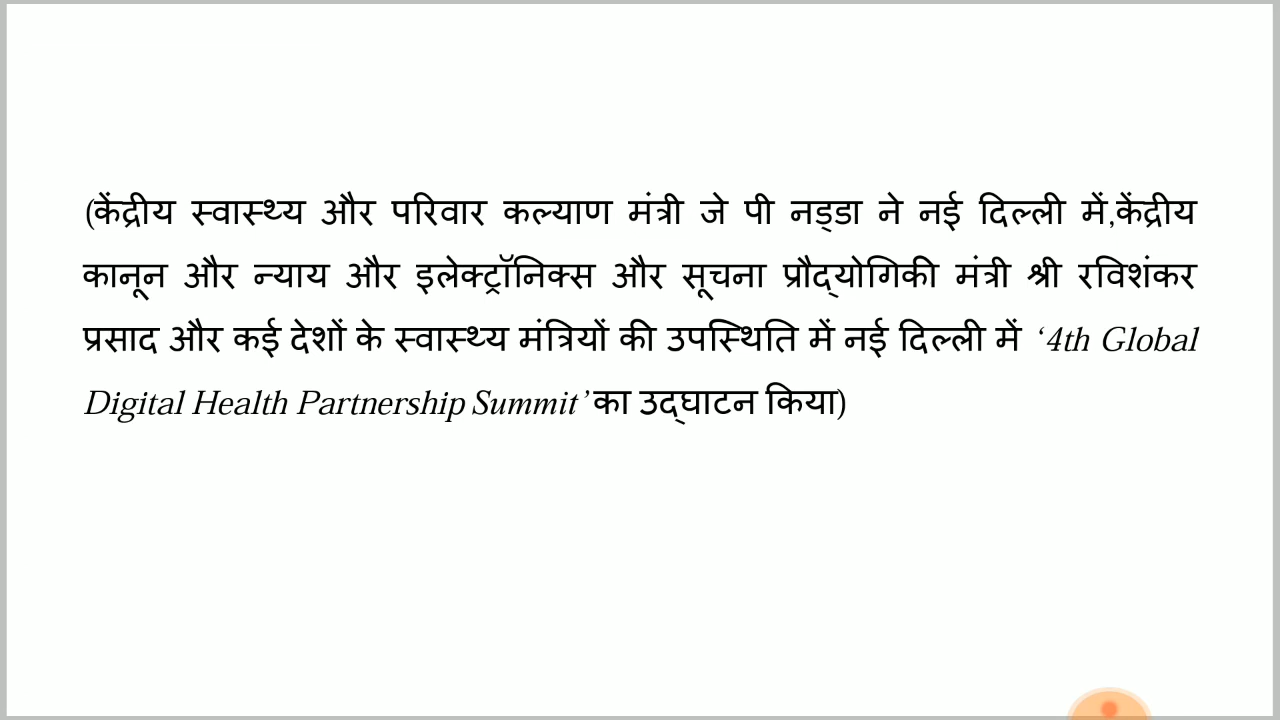 (केंद्रीय स्वास्थ्य और परिवार कल्याण मंत्री जे पी नड्डा ने नई दिल्ली में,केंद्रीय
कानून और न्याय और इलेक्ट्रॉनिक्स और सूचना प्रौद्योगिकी मंत्री श्री रविशंकर
प्रसाद और कई देशों के स्वास्थ्य मंत्रियों की उपस्थिति में नई दिल्ली में ‘4th Global
Digital Health Partnership Summit’ का उद्घाटन किया)